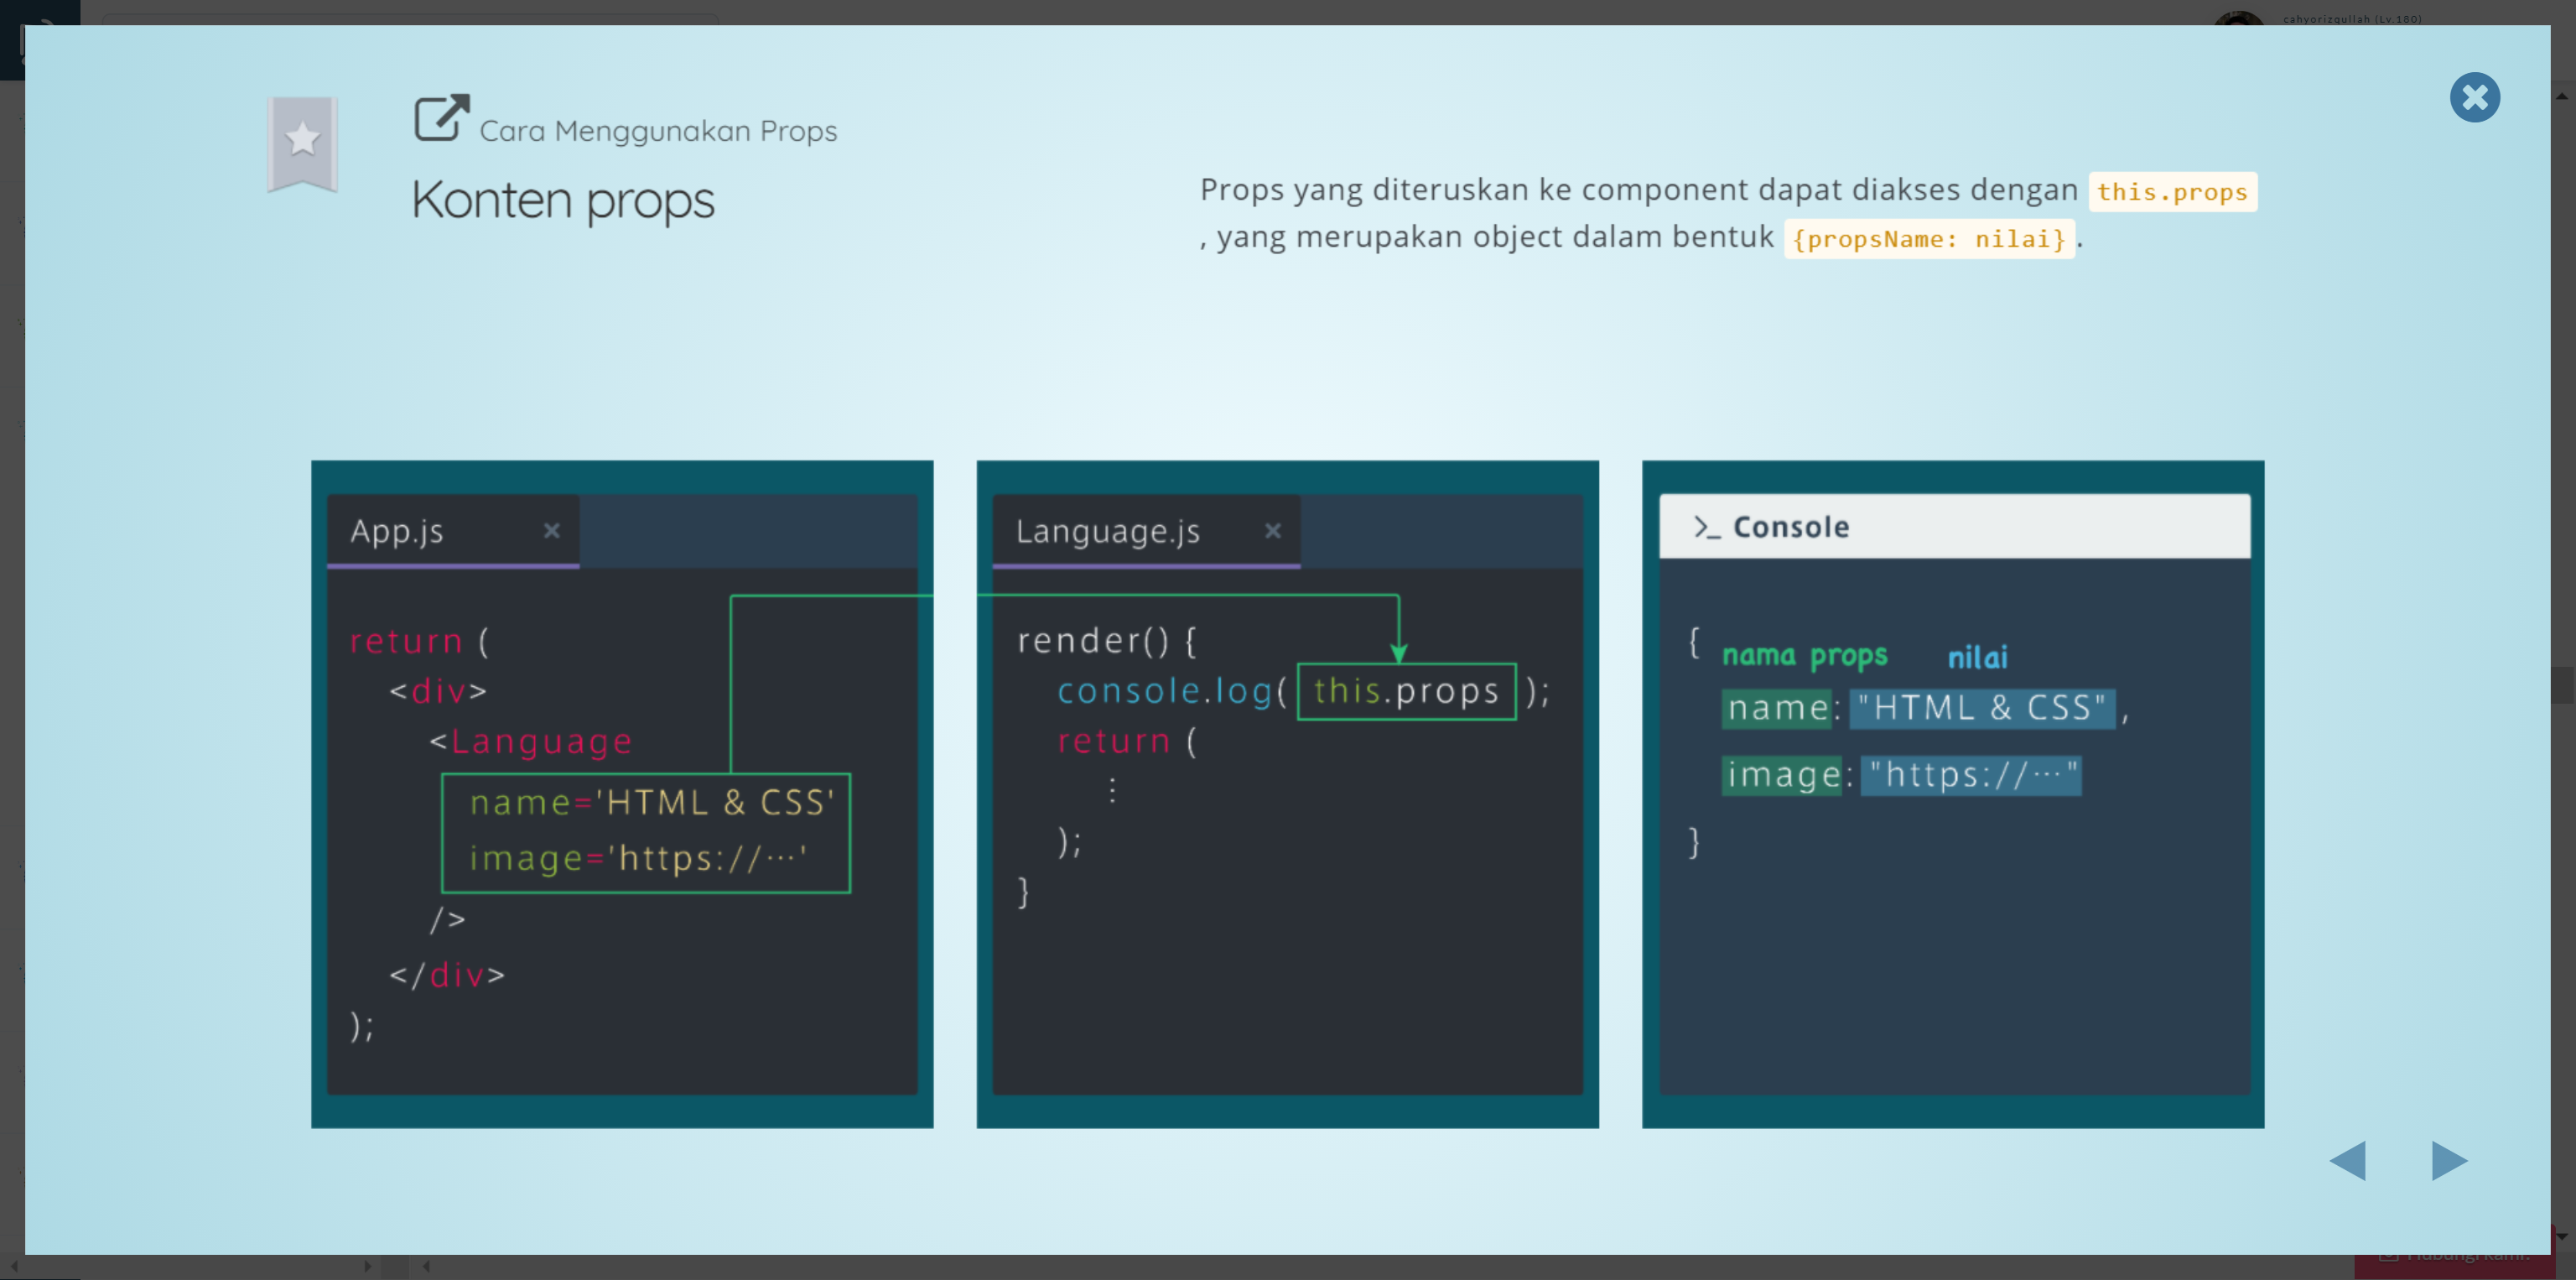 cahyorizqullah (Lv.180)
Cara Menggunakan Props
Konten props
Props yang diteruskan ke component dapat diakses dengan this.props
, yang merupakan object dalam bentuk {propsName: nilai}.
App.js ×
return (
<div>
<Language
name='HTML & CSS'
image='https://…'
/>
</div>
);
Language.js ×
render() {
console.log( this.props );
return (
⋮
);
}
>_ Console
{ nama props nilai
name: "HTML & CSS",
image: "https://…"
}